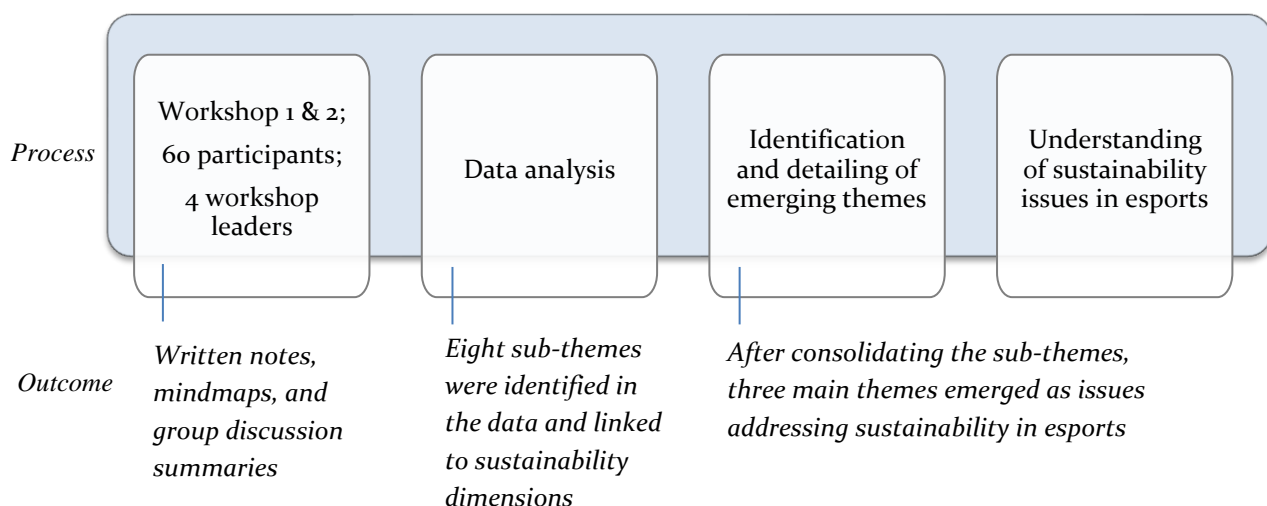 Process
Workshop 1 & 2;
60 participants;
4 workshop
leaders
Data analysis
Identification
and detailing of
emerging themes
Understanding
of sustainability
issues in esports
Outcome
Written notes,
mindmaps, and
group discussion
summaries
Eight sub-themes
were identified in
the data and linked
to sustainability
dimensions
After consolidating the sub-themes,
three main themes emerged as issues
addressing sustainability in esports